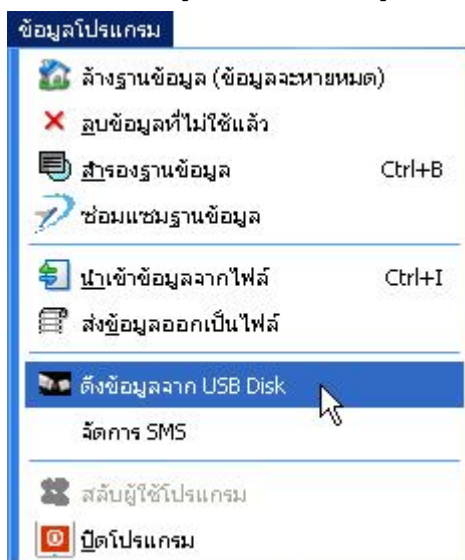 ข้อมูลโปรแกรม
ล้างฐานข้อมูล (ข้อมูลจะหายหมด)
ลบข้อมูลที่ไม่ใช้แล้ว
สำรองฐานข้อมูล Ctrl+B
ซ่อมแซมฐานข้อมูล
นำเข้าข้อมูลจากไฟล์ Ctrl+I
ส่งข้อมูลออกเป็นไฟล์
ดึงข้อมูลจาก USB Disk
จัดการ SMS
สลับผู้ใช้โปรแกรม
ปิดโปรแกรม